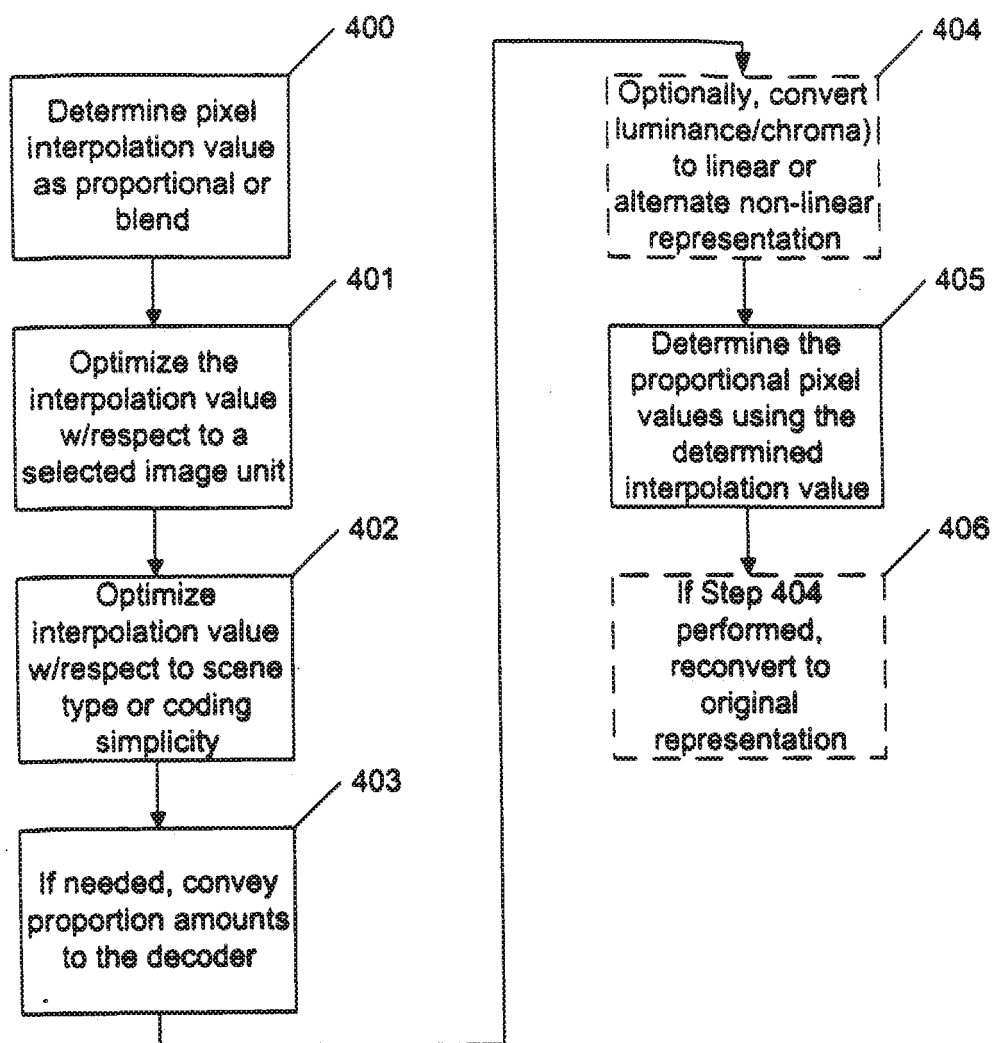 400
Determine pixel
interpolation value
as proportional or
blend
401
Optimize the
interpolation value
w/respect to a
selected image unit
402
Optimize
interpolation value
w/respect to scene
type or coding
simplicity
403
If needed, convey
proportion amounts
to the decoder
404
Optionally, convert
luminance/chroma)
to linear or
alternate non-linear
representation
405
Determine the
proportional pixel
values using the
determined
interpolation value
406
If Step 404
performed,
reconvert to
original
representation